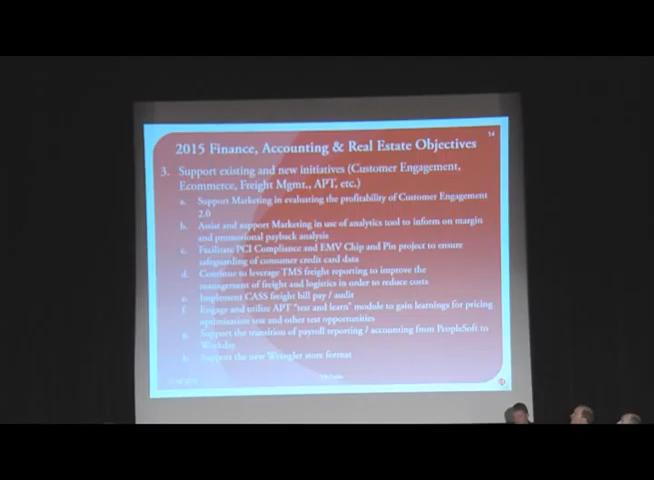 14
2015 Finance, Accounting & Real Estate Objectives
3. Support existing and new initiatives (Customer Engagement,
Ecommerce, Freight Mgmt., APT, etc.)
a. Support Marketing in evaluating the profitability of Customer Engagement
2.0
b. Assist and support Marketing in use of analytics tool to inform on margin
and promotional payback analysis
c. Facilitate PCI Compliance and EMV Chip and Pin project to ensure
safeguarding of consumer credit card data
d. Continue to leverage TMS freight reporting to improve the
management of freight and logistics in order to reduce costs
e. Implement CASS freight bill pay / audit
f. Engage and utilize APT "test and learn" module to gain learnings for pricing
optimization test and other test opportunities
g. Support the transition of payroll reporting / accounting from PeopleSoft to
Workday
h. Support the new Wrangler store format